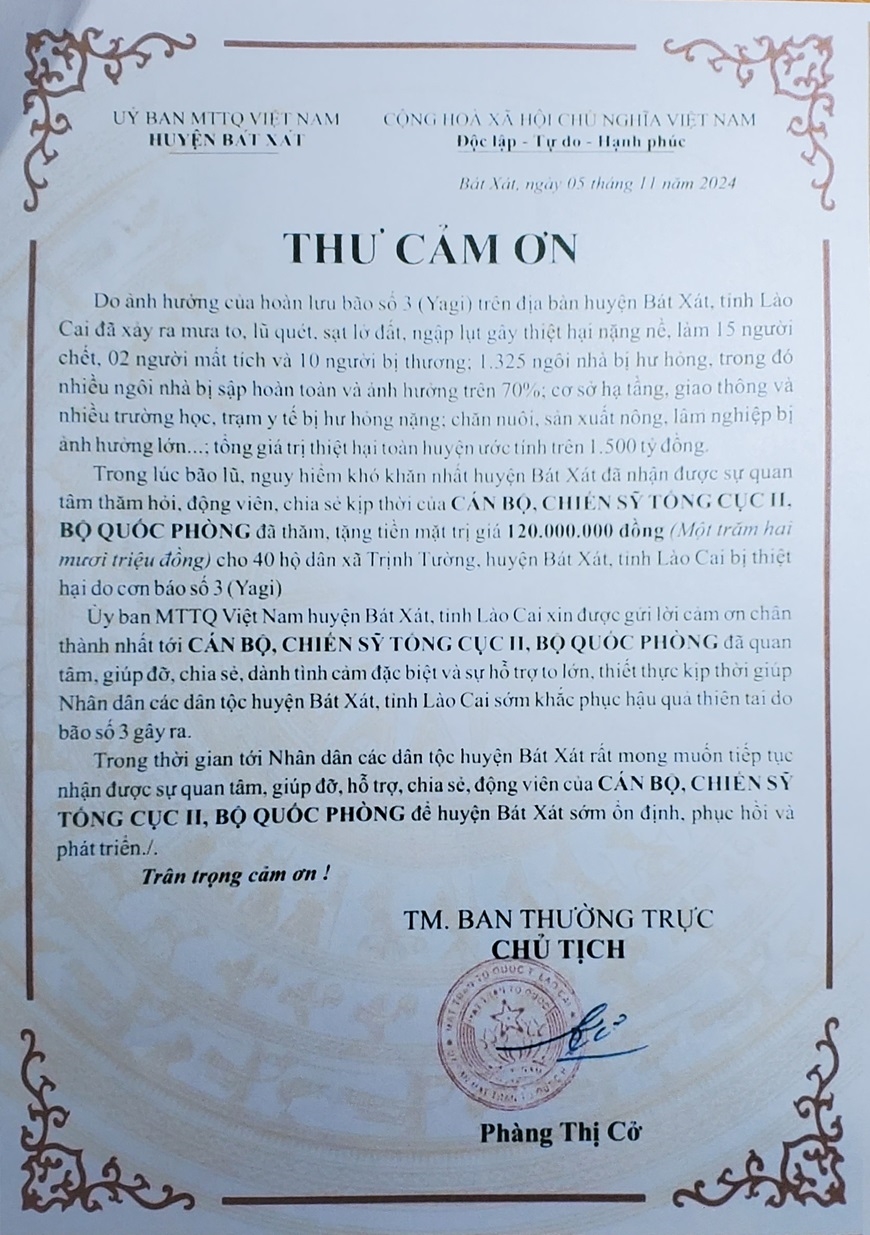 UỶ BAN MTTQ VIỆT NAM
HUYỆN BÁT XÁT
CỘNG HOÀ XÃ HỘI CHỦ NGHĨA VIỆT NAM
Độc lập - Tự do - Hạnh phúc
Bát Xát, ngày 05 tháng 11 năm 2024
THƯ CẢM ƠN
Do ảnh hưởng của hoàn lưu bão số 3 (Yagi) trên địa bàn huyện Bát Xát, tỉnh Lào
Cai đã xảy ra mưa to, lũ quét, sạt lở đất, ngập lụt gây thiệt hại nặng nề, làm 15 người
chết, 02 người mất tích và 10 người bị thương; 1.325 ngôi nhà bị hư hỏng, trong đó
nhiều ngôi nhà bị sập hoàn toàn và ảnh hưởng trên 70%; cơ sở hạ tầng, giao thông và
nhiều trường học, trạm y tế bị hư hỏng nặng; chăn nuôi, sản xuất nông, lâm nghiệp bị
ảnh hưởng lớn...; tổng giá trị thiệt hại toàn huyện ước tính trên 1.500 tỷ đồng.
Trong lúc bão lũ, nguy hiểm khó khăn nhất huyện Bát Xát đã nhận được sự quan
tâm thăm hỏi, động viên, chia sẻ kịp thời của CÁN BỘ, CHIẾN SỸ TỔNG CỤC II,
BỘ QUỐC PHÒNG đã thăm, tặng tiền mặt trị giá 120.000.000 đồng (Một trăm hai
mươi triệu đồng) cho 40 hộ dân xã Trịnh Tường, huyện Bát Xát, tỉnh Lào Cai bị thiệt
hại do cơn báo số 3 (Yagi)
Ủy ban MTTQ Việt Nam huyện Bát Xát, tỉnh Lào Cai xin được gửi lời cảm ơn chân
thành nhất tới CÁN BỘ, CHIẾN SỸ TỔNG CỤC II, BỘ QUỐC PHÒNG đã quan
tâm, giúp đỡ, chia sẻ, dành tình cảm đặc biệt và sự hỗ trợ to lớn, thiết thực kịp thời giúp
Nhân dân các dân tộc huyện Bát Xát, tỉnh Lào Cai sớm khắc phục hậu quả thiên tai do
bão số 3 gây ra.
Trong thời gian tới Nhân dân các dân tộc huyện Bát Xát rất mong muốn tiếp tục
nhận được sự quan tâm, giúp đỡ, hỗ trợ, chia sẻ, động viên của CÁN BỘ, CHIẾN SỸ
TỔNG CỤC II, BỘ QUỐC PHÒNG để huyện Bát Xát sớm ổn định, phục hồi và
phát triển./.
Trân trọng cảm ơn !
TM. BAN THƯỜNG TRỰC
CHỦ TỊCH
MẶT TRẬN TỔ QUỐC T. LÀO CAI
Phàng Thị Cở